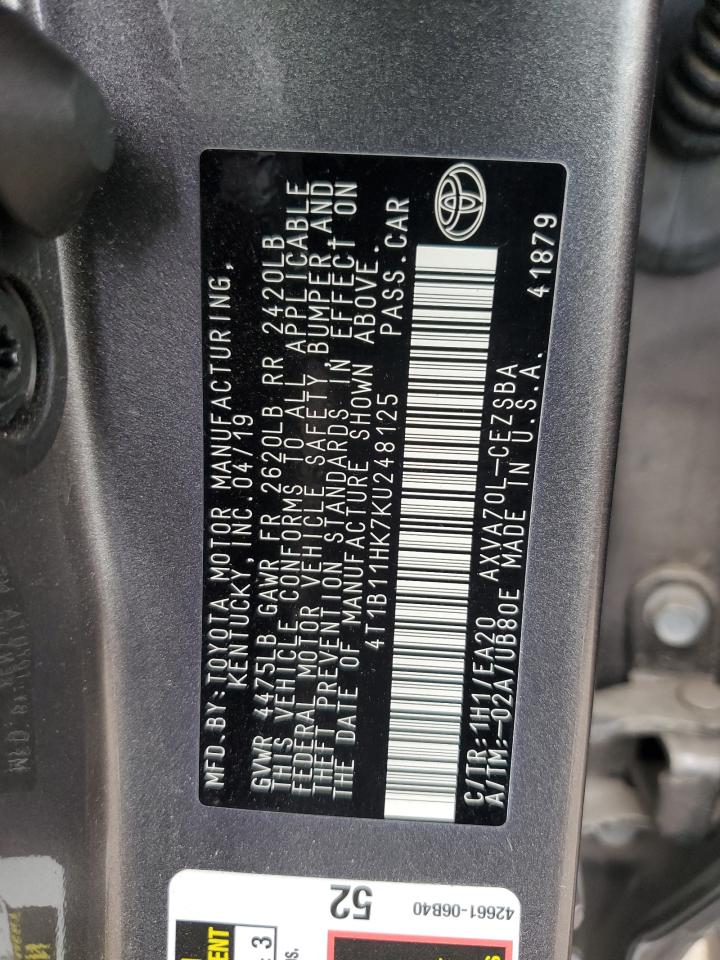 MFD BY: TOYOTA MOTOR MANUFACTURING,
KENTUCKY, INC. 04/19
GVWR 4475LB GAWR FR 2620LB RR 2420LB
THIS VEHICLE CONFORMS TO ALL APPLICABLE
FEDERAL MOTOR VEHICLE SAFETY, BUMPER, AND
THEFT PREVENTION STANDARDS IN EFFECT ON
THE DATE OF MANUFACTURE SHOWN ABOVE.
4T1B11HK7KU248125 PASS.CAR
C/TR:1H1/EA20 AXVA70L-CEZSBA 41879
A/TM:-02A/UB80E MADE IN U.S.A.
52
42661-06B40
3